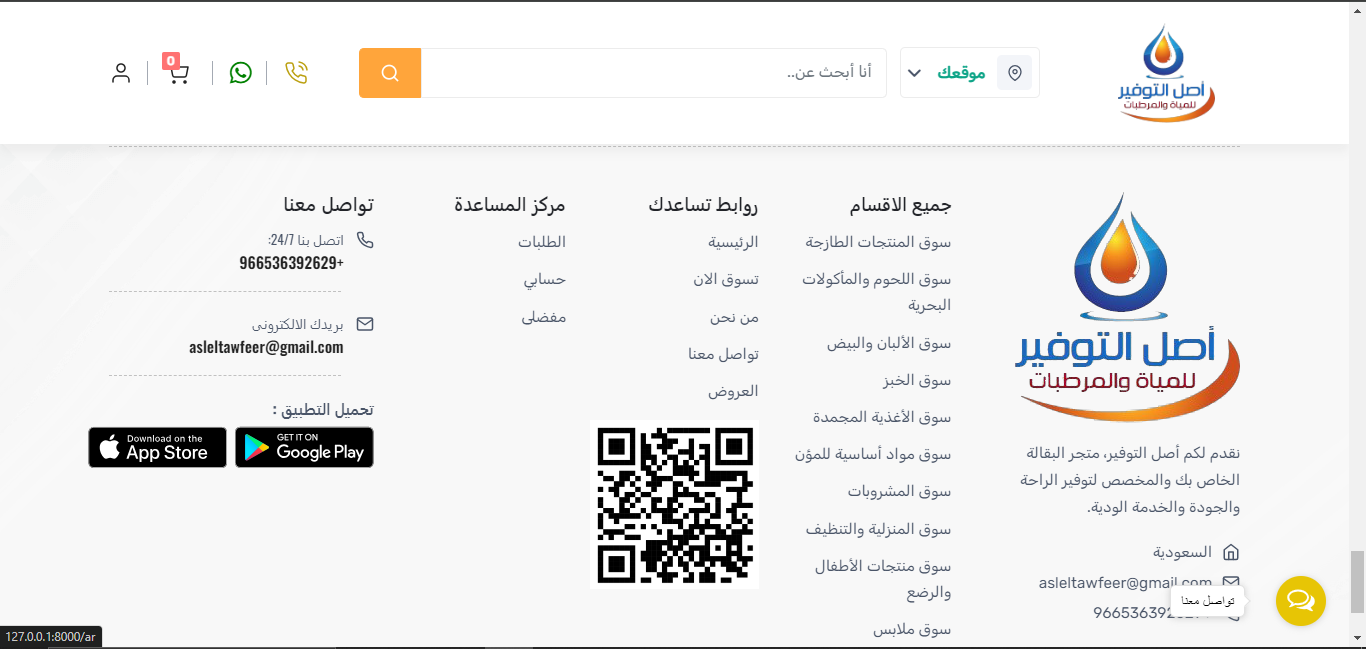 أصل التوفير
للمياة والمرطبات
موقعك
أنا أبحث عن..
0
أصل التوفير
للمياة والمرطبات
نقدم لكم أصل التوفير، متجر البقالة
الخاص بك والمخصص لتوفير الراحة
والجودة والخدمة الودية.
السعودية
asleltawfeer@gmail.com
تواصل معنا
جميع الاقسام
سوق المنتجات الطازجة
سوق اللحوم والمأكولات
البحرية
سوق الألبان والبيض
سوق الخبز
سوق الأغذية المجمدة
سوق مواد أساسية للمؤن
سوق المشروبات
سوق المنزلية والتنظيف
سوق منتجات الأطفال
والرضع
سوق ملابس
روابط تساعدك
الرئيسية
تسوق الان
من نحن
تواصل معنا
العروض
مركز المساعدة
الطلبات
حسابي
مفضلى
تواصل معنا
اتصل بنا 24/7:
966536392629+
بريدك الالكترونى
asleltawfeer@gmail.com
تحميل التطبيق :
GET IT ON
Google Play
Download on the
App Store
127.0.0.1:8000/ar